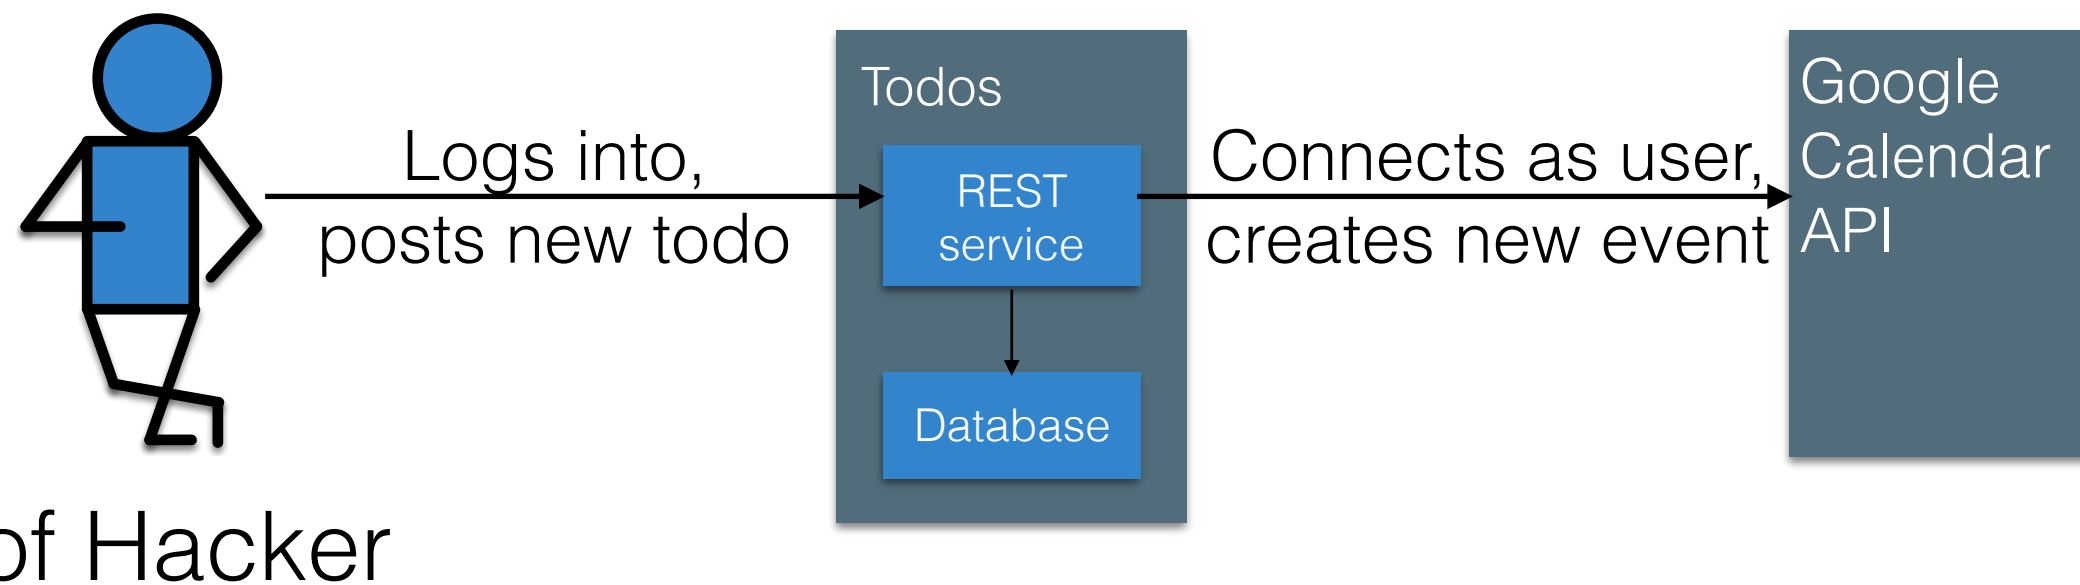 Logs into,
posts new todo
Todos
REST
service
Database
Connects as user,
creates new event
Google
Calendar
API
of Hacker